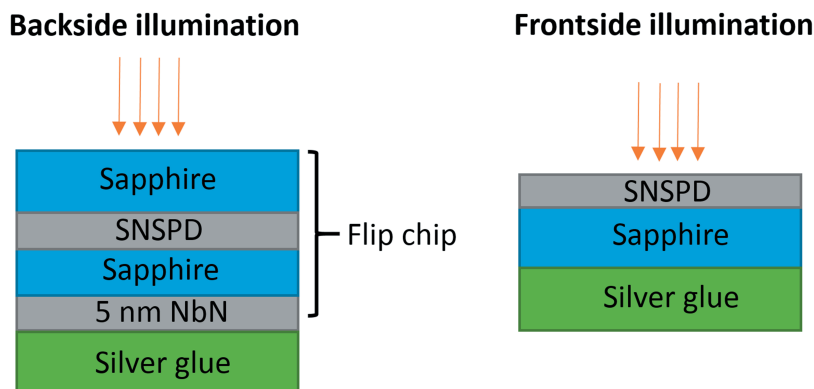 Backside illumination
Sapphire
SNSPD
Sapphire
5 nm NbN
Silver glue
Flip chip
Frontside illumination
SNSPD
Sapphire
Silver glue